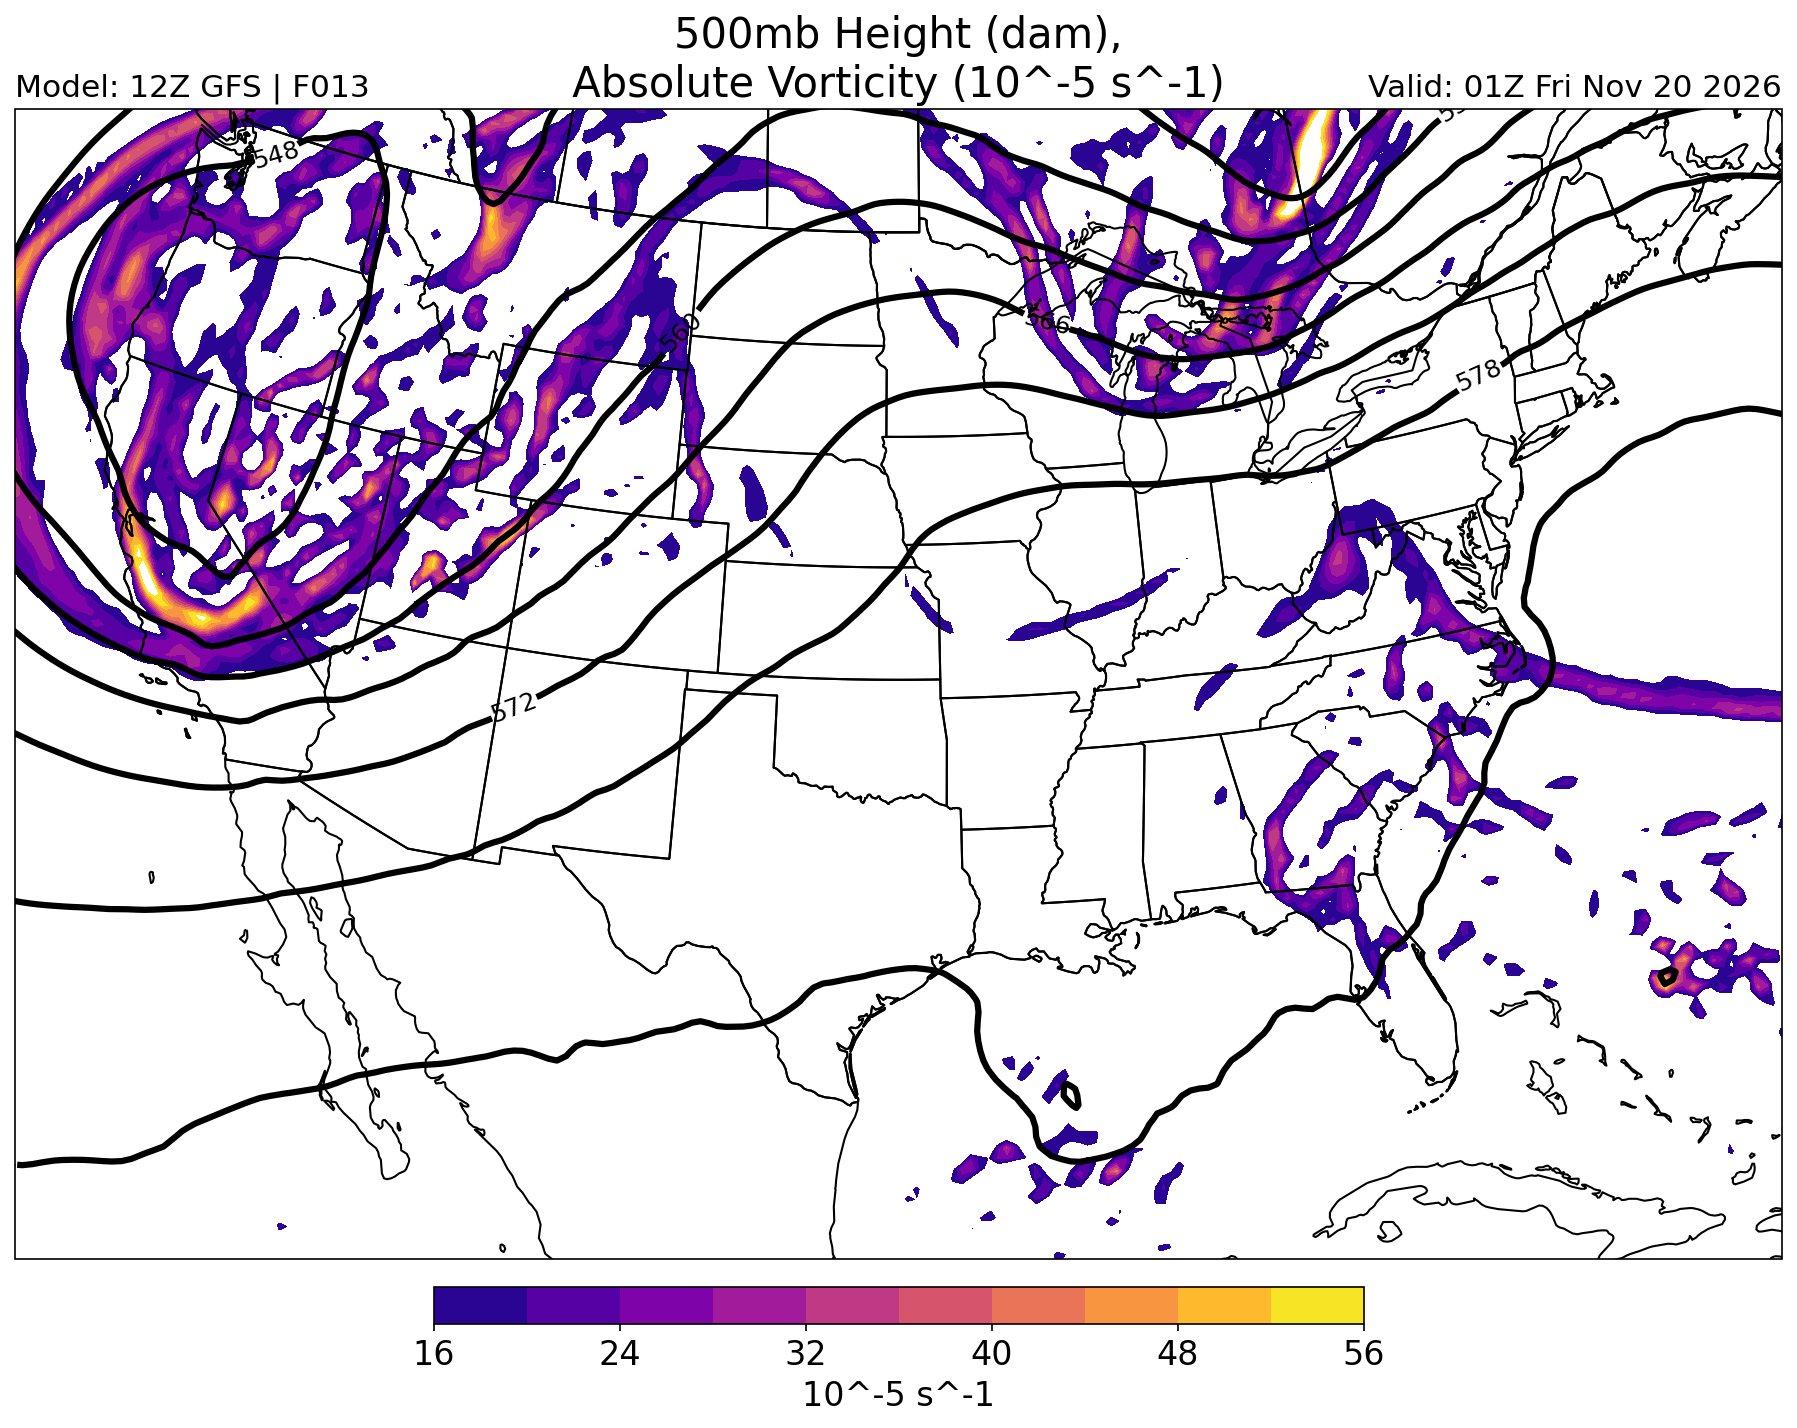 500mb Height (dam),
Model: 12Z GFS | F013
Absolute Vorticity (10^-5 s^-1)
Valid: 01Z Fri Nov 20 2026
548
560
566
578
572
16
24
32
40
48
56
10^-5 s^-1